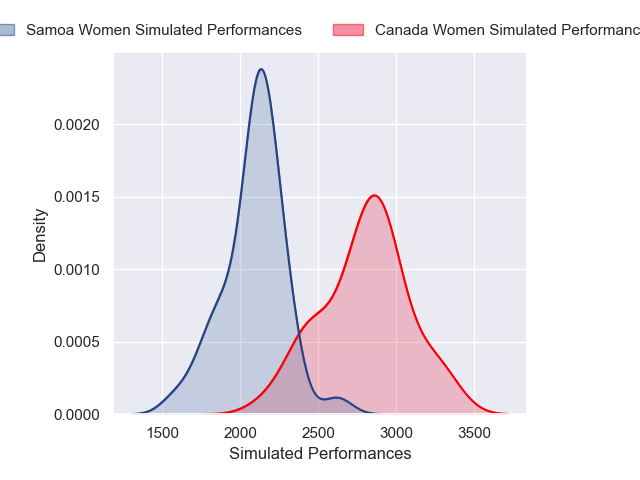 Samoa Women Simulated Performances
Canada Women Simulated Performanc
0.0020
0.0015
0.0010
0.0005
0.0000
Density
1500 2000 2500 3000 3500
Simulated Performances